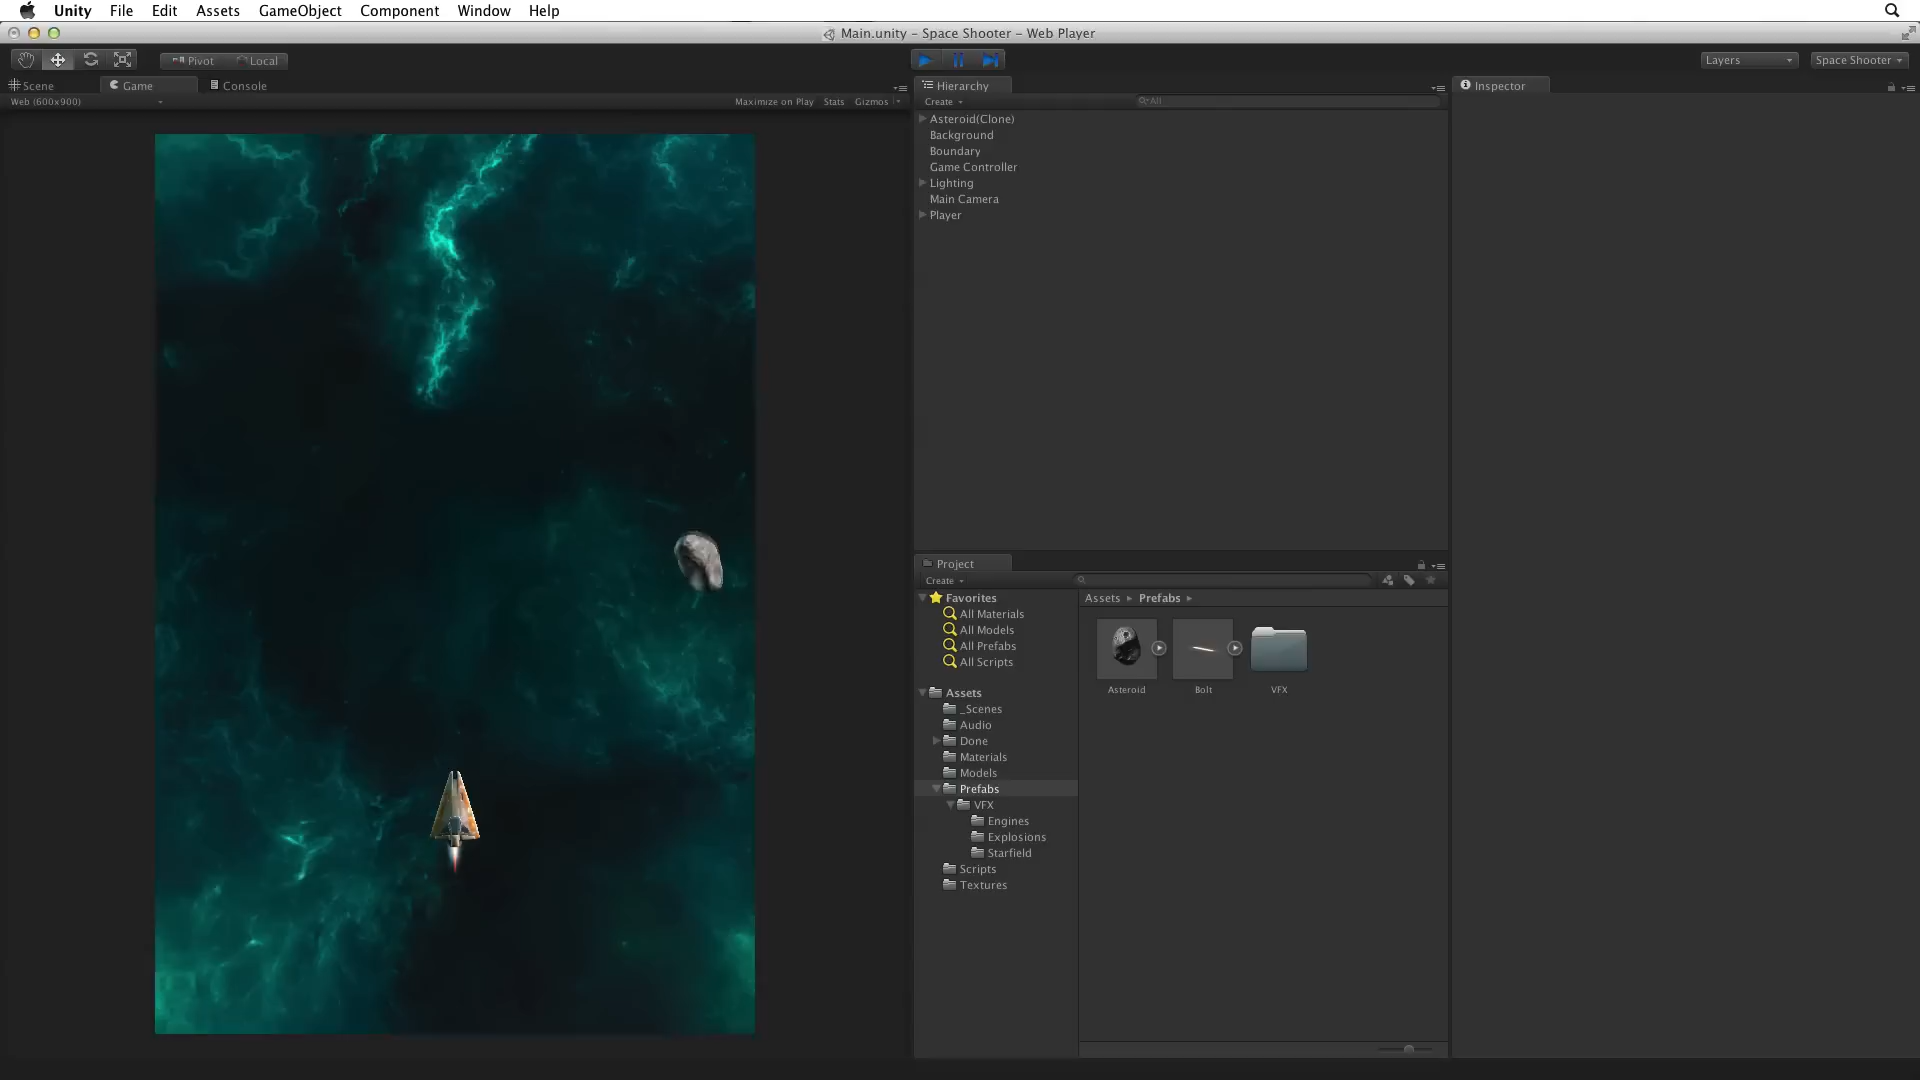 Unity File Edit Assets GameObject Component Window Help
Main.unity – Space Shooter – Web Player
Pivot Local
Layers Space Shooter
Scene Game Console
Web (600x900) Maximize on Play Stats Gizmos
Hierarchy
Create All
Asteroid(Clone)
Background
Boundary
Game Controller
Lighting
Main Camera
Player
Inspector
Project
Create
Favorites
All Materials
All Models
All Prefabs
All Scripts
Assets
_Scenes
Audio
Done
Materials
Models
Prefabs
VFX
Engines
Explosions
Starfield
Scripts
Textures
Assets Prefabs
Asteroid Bolt VFX